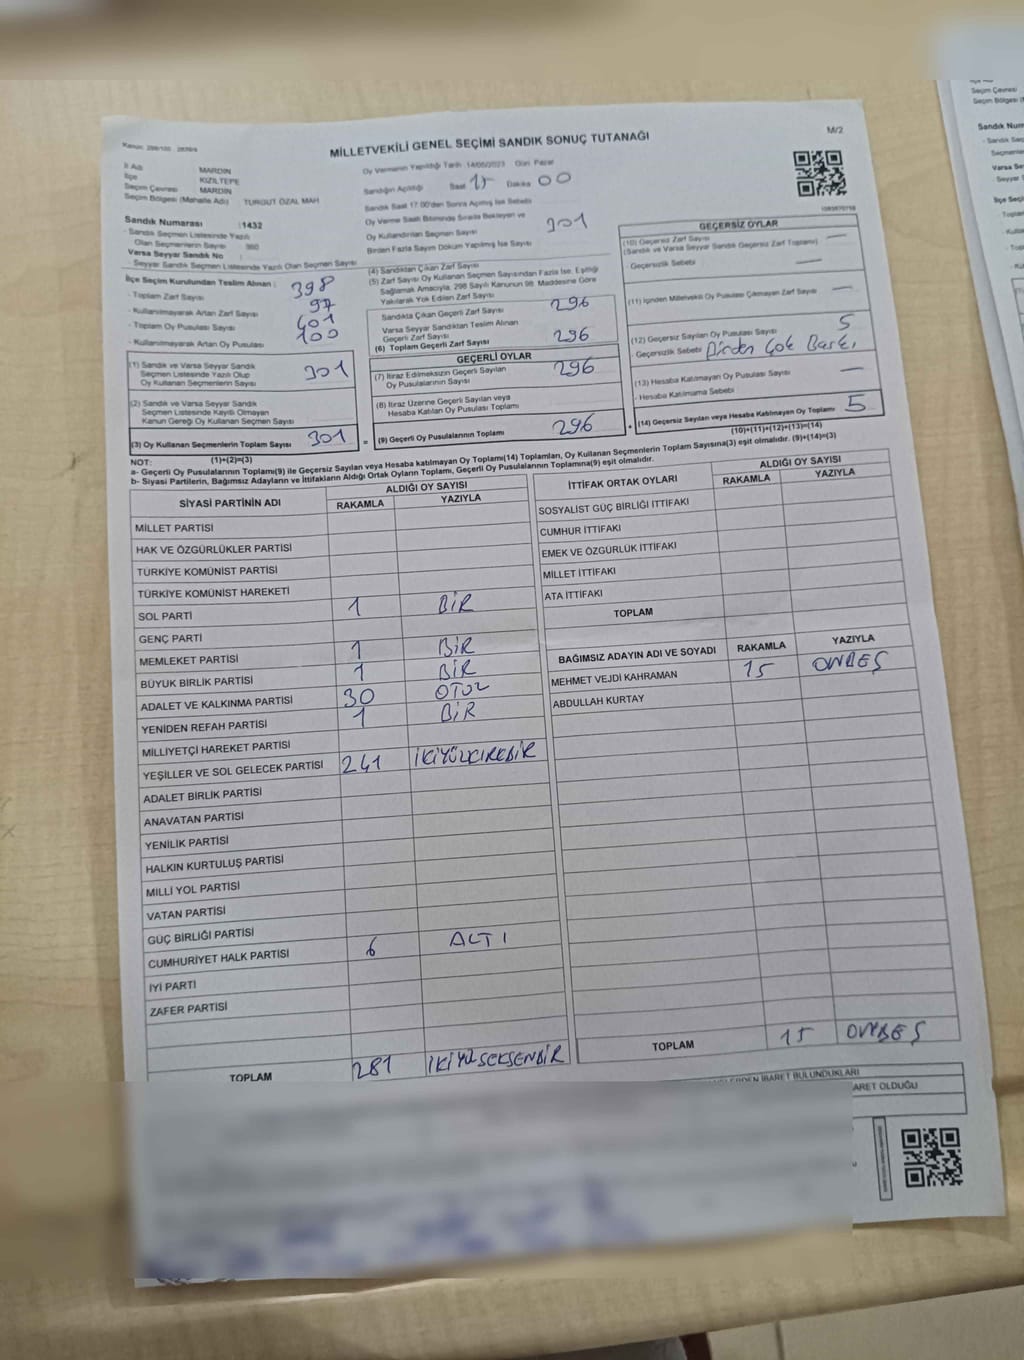 MİLLETVEKİLİ GENEL SEÇİMİ SANDIK SONUÇ TUTANAĞI
M/2
İl Adı MARDİN
İlçe KIZILTEPE
Seçim Çevresi MARDİN
Seçim Bölgesi (Mahalle Adı) TURGUT ÖZAL MAH
Oy Vermenin Yapıldığı Tarih 14/05/2023 Gün Pazar
Sandığın Açıldığı Saat 17 Dakika 00
Sandık Saat 17.00'den Sonra Açılmış İse Sebebi
Oy Verme Saati Bitiminde Sırada Bekleyen ve
Oy Kullandırılan Seçmen Sayısı 301
Birden Fazla Sayım Döküm Yapılmış İse Sayısı
Sandık Numarası : 1432
- Sandık Seçmen Listesinde Yazılı
Olan Seçmenlerin Sayısı 360
Varsa Seyyar Sandık No
- Seyyar Sandık Seçmen Listesinde Yazılı Olan Seçmen Sayısı
İlçe Seçim Kurulundan Teslim Alınan :
- Toplam Zarf Sayısı 398
- Kullanılmayarak Artan Zarf Sayısı 97
- Toplam Oy Pusulası Sayısı 401
- Kullanılmayarak Artan Oy Pusulası 100
(1) Sandık ve Varsa Seyyar Sandık
Seçmen Listesinde Yazılı Olup
Oy Kullanan Seçmenlerin Sayısı 301
(2) Sandık ve Varsa Seyyar Sandık
Seçmen Listesinde Kaydı Olmayan
Kanun Gereği Oy Kullanan Seçmen Sayısı
(3) Oy Kullanan Seçmenlerin Toplam Sayısı 301
(1)+(2)=(3)
(4) Sandıktan Çıkan Zarf Sayısı
(5) Zarf Sayısı Oy Kullanan Seçmen Sayısından Fazla İse, Eşitliği
Sağlamak Amacıyla, 298 Sayılı Kanunun 98. Maddesine Göre
Yakılarak Yok Edilen Zarf Sayısı
Sandıkta Çıkan Geçerli Zarf Sayısı 296
Varsa Seyyar Sandıktan Teslim Alınan
Geçerli Zarf Sayısı
(6) Toplam Geçerli Zarf Sayısı 296
GEÇERLİ OYLAR
(7) İtiraz Edilmeksizin Geçerli Sayılan
Oy Pusulalarının Sayısı 296
(8) İtiraz Üzerine Geçerli Sayılan veya
Hesaba Katılan Oy Pusulası Toplamı
= (9) Geçerli Oy Pusulalarının Toplamı 296
GEÇERSİZ OYLAR
(10) Geçersiz Zarf Sayısı —
(Sandık ve Varsa Seyyar Sandık Geçersiz Zarf Toplamı)
- Geçersizlik Sebebi —
(11) İçinden Milletvekili Oy Pusulası Çıkmayan Zarf Sayısı —
(12) Geçersiz Sayılan Oy Pusulası Sayısı 5
- Geçersizlik Sebebi Birden Çok Baskı
(13) Hesaba Katılmayan Oy Pusulası Sayısı —
- Hesaba Katılmama Sebebi
+ (14) Geçersiz Sayılan veya Hesaba Katılmayan Oy Toplamı 5
(10)+(11)+(12)+(13)=(14)
NOT:
a- Geçerli Oy Pusulalarının Toplamı(9) ile Geçersiz Sayılan veya Hesaba katılmayan Oy Toplamı(14) Toplamları, Oy Kullanan Seçmenlerin Toplam Sayısına(3) eşit olmalıdır. (9)+(14)=(3)
b- Siyasi Partilerin, Bağımsız Adayların ve İttifakların Aldığı Ortak Oyların Toplamı, Geçerli Oy Pusulalarının Toplamına(9) eşit olmalıdır.
SİYASİ PARTİNİN ADI ALDIĞI OY SAYISI
RAKAMLA YAZIYLA
MİLLET PARTİSİ
HAK VE ÖZGÜRLÜKLER PARTİSİ
TÜRKİYE KOMÜNİST PARTİSİ
TÜRKİYE KOMÜNİST HAREKETİ
SOL PARTİ 1 BİR
GENÇ PARTİ
MEMLEKET PARTİSİ 1 BİR
BÜYÜK BİRLİK PARTİSİ 1 BİR
ADALET VE KALKINMA PARTİSİ 30 OTUZ
YENİDEN REFAH PARTİSİ 1 BİR
MİLLİYETÇİ HAREKET PARTİSİ
YEŞİLLER VE SOL GELECEK PARTİSİ 241 İKİYÜZKIRKBİR
ADALET BİRLİK PARTİSİ
ANAVATAN PARTİSİ
YENİLİK PARTİSİ
HALKIN KURTULUŞ PARTİSİ
MİLLİ YOL PARTİSİ
VATAN PARTİSİ
GÜÇ BİRLİĞİ PARTİSİ
CUMHURİYET HALK PARTİSİ 6 ALTI
İYİ PARTİ
ZAFER PARTİSİ
TOPLAM 281 İKİYÜZSEKSENBİR
İTTİFAK ORTAK OYLARI ALDIĞI OY SAYISI
RAKAMLA YAZIYLA
SOSYALİST GÜÇ BİRLİĞİ İTTİFAKI
CUMHUR İTTİFAKI
EMEK VE ÖZGÜRLÜK İTTİFAKI
MİLLET İTTİFAKI
ATA İTTİFAKI
TOPLAM
BAĞIMSIZ ADAYIN ADI VE SOYADI RAKAMLA YAZIYLA
MEHMET VEJDİ KAHRAMAN 15 ONBEŞ
ABDULLAH KURTAY
TOPLAM 15 ONBEŞ
İBARET BULUNDUKLARI
ARET OLDUĞU
Seçim Çevresi
Seçim Bölgesi
Sandık Num
Varsa Se